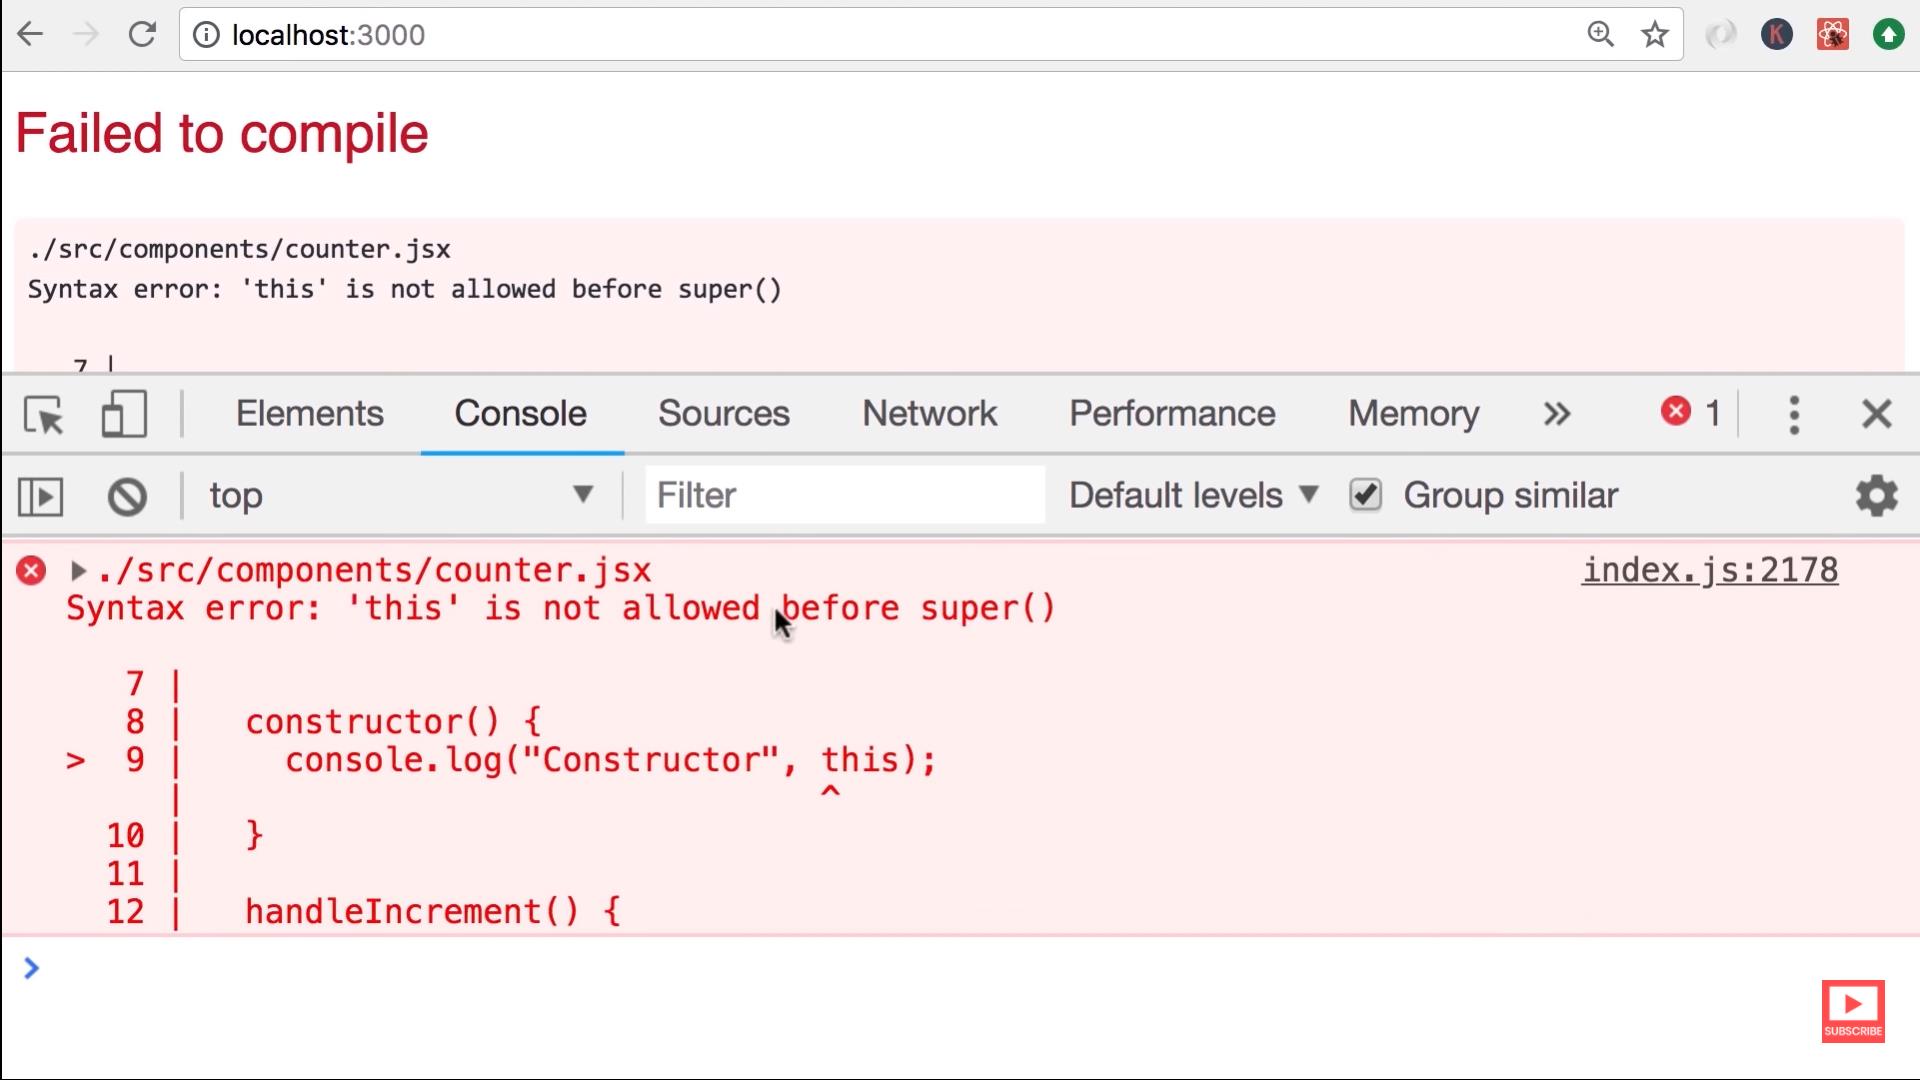 localhost:3000
K
Failed to compile
./src/components/counter.jsx
Syntax error: 'this' is not allowed before super()
7 |
Elements Console Sources Network Performance Memory » 1
top Filter Default levels Group similar
./src/components/counter.jsx index.js:2178
Syntax error: 'this' is not allowed before super()
7 |
8 | constructor() {
> 9 | console.log("Constructor", this);
| ^
10 | }
11 |
12 | handleIncrement() {
>
SUBSCRIBE